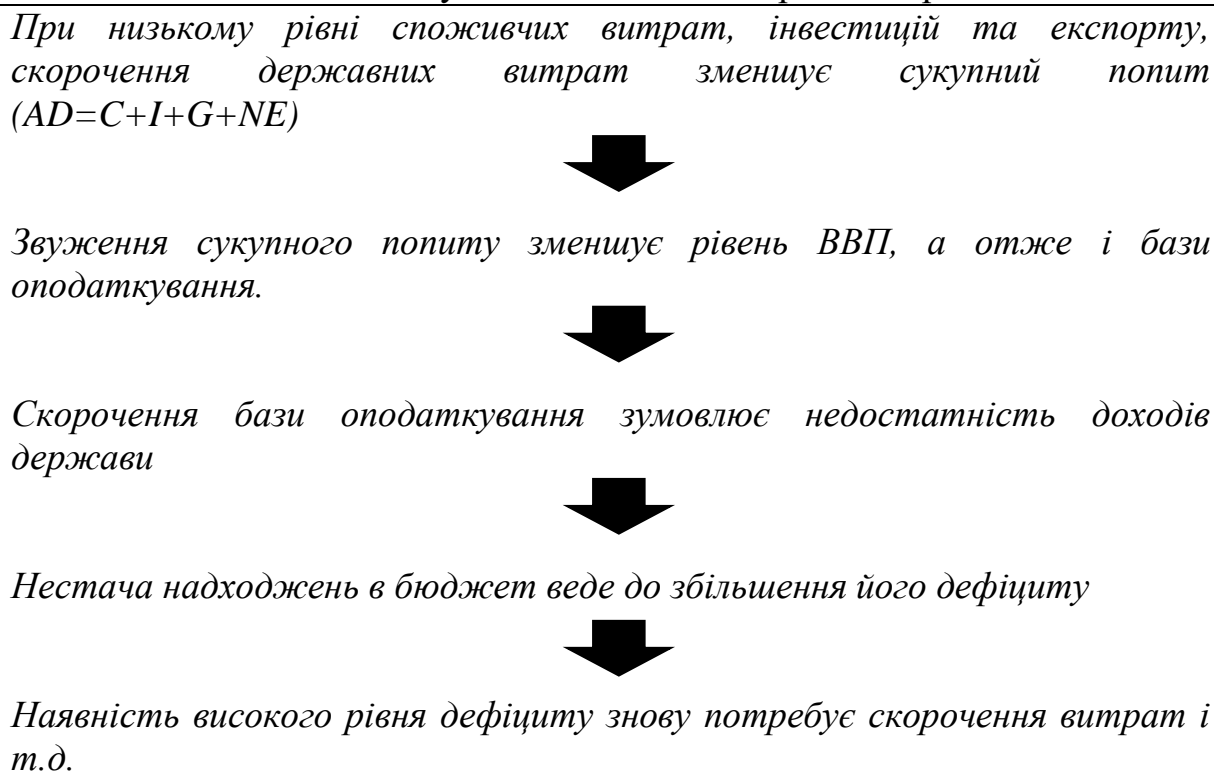 При низькому рівні споживчих витрат, інвестицій та експорту,
скорочення державних витрат зменшує сукупний попит
(AD=C+I+G+NE)
Звуження сукупного попиту зменшує рівень ВВП, а отже і бази
оподаткування.
Скорочення бази оподаткування зумовлює недостатність доходів
держави
Нестача надходжень в бюджет веде до збільшення його дефіциту
Наявність високого рівня дефіциту знову потребує скорочення витрат і
т.д.